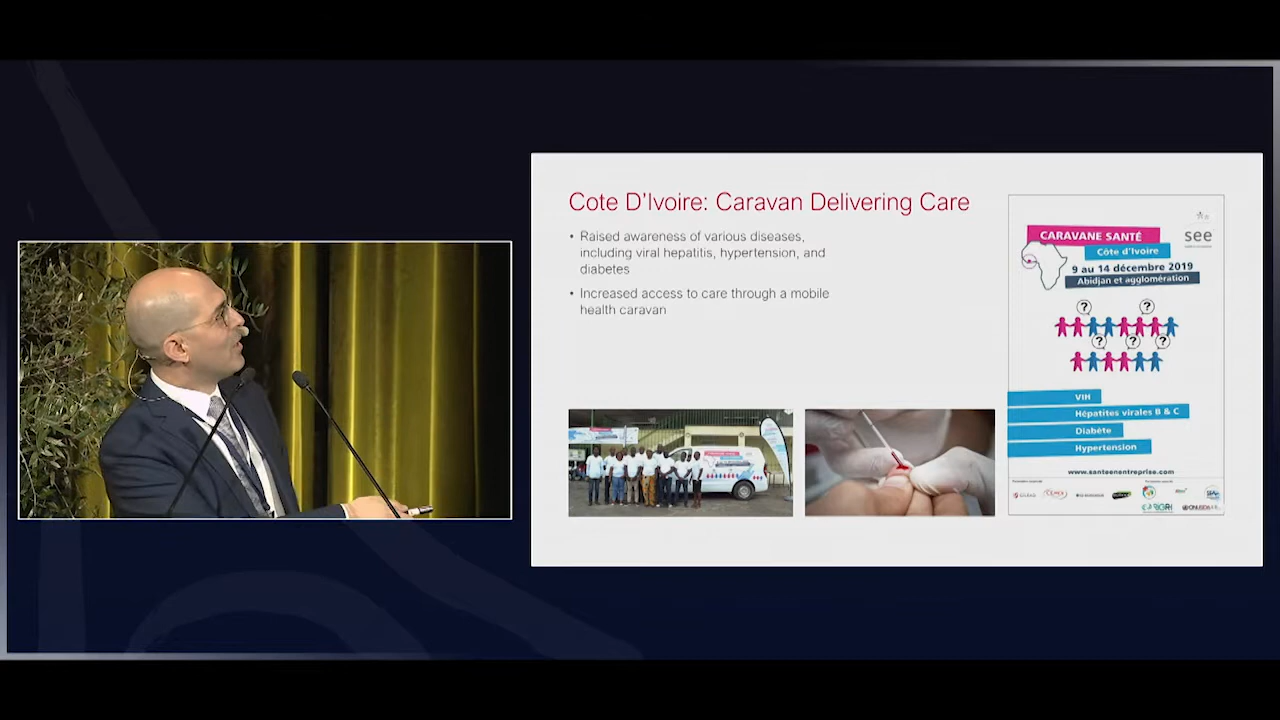 Cote D'Ivoire: Caravan Delivering Care
• Raised awareness of various diseases,
including viral hepatitis, hypertension, and
diabetes
• Increased access to care through a mobile
health caravan
see
CARAVANE SANTÉ
Côte d'Ivoire
9 au 14 décembre 2019
Abidjan et agglomération
?
?
?
?
?
VIH
Hépatites virales B & C
Diabète
Hypertension
www.santeenentreprise.com